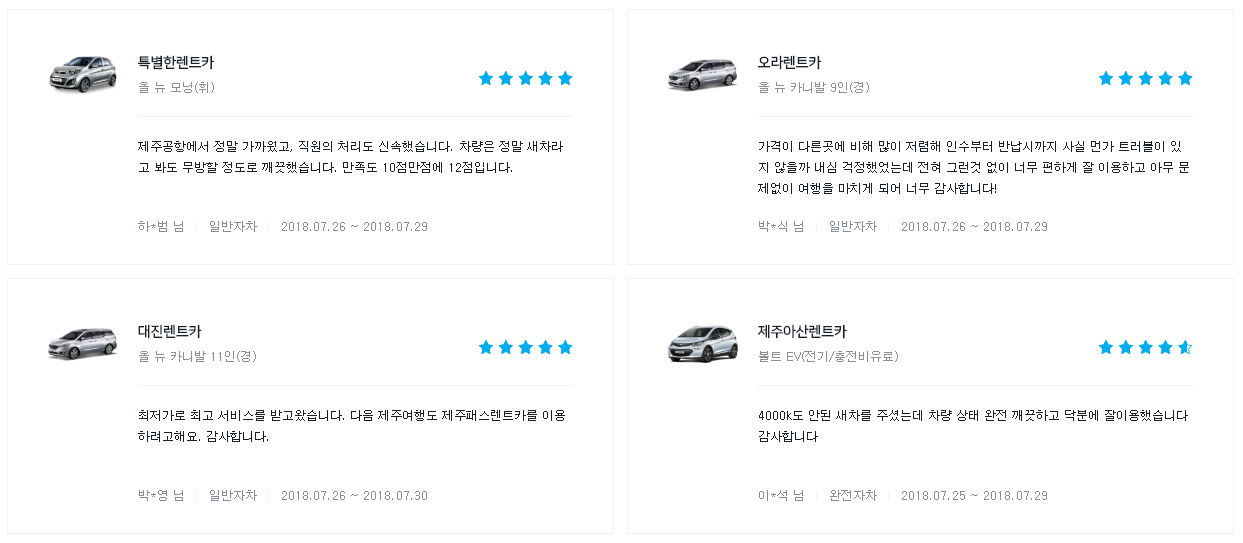 특별한렌트카
올 뉴 모닝(휘)
제주공항에서 정말 가까웠고, 직원의 처리도 신속했습니다. 차량은 정말 새차라
고 봐도 무방할 정도로 깨끗했습니다. 만족도 10점만점에 12점입니다.
하*범 님 | 일반자차 | 2018.07.26 ~ 2018.07.29
오라렌트카
올 뉴 카니발 9인(경)
가격이 다른곳에 비해 많이 저렴해 인수부터 반납시까지 사실 먼가 트러블이 있
지 않을까 내심 걱정했었는데 전혀 그런것 없이 너무 편하게 잘 이용하고 아무 문
제없이 여행을 마치게 되어 너무 감사합니다!
박*식 님 | 일반자차 | 2018.07.26 ~ 2018.07.29
대진렌트카
올 뉴 카니발 11인(경)
최저가로 최고 서비스를 받고왔습니다. 다음 제주여행도 제주패스렌트카를 이용
하려고해요. 감사합니다.
박*영 님 | 일반자차 | 2018.07.26 ~ 2018.07.30
제주아산렌트카
볼트 EV(전기/충전비유료)
4000k도 안된 새차를 주셨는데 차량 상태 완전 깨끗하고 덕분에 잘이용했습니다
감사합니다
이*석 님 | 완전자차 | 2018.07.25 ~ 2018.07.29